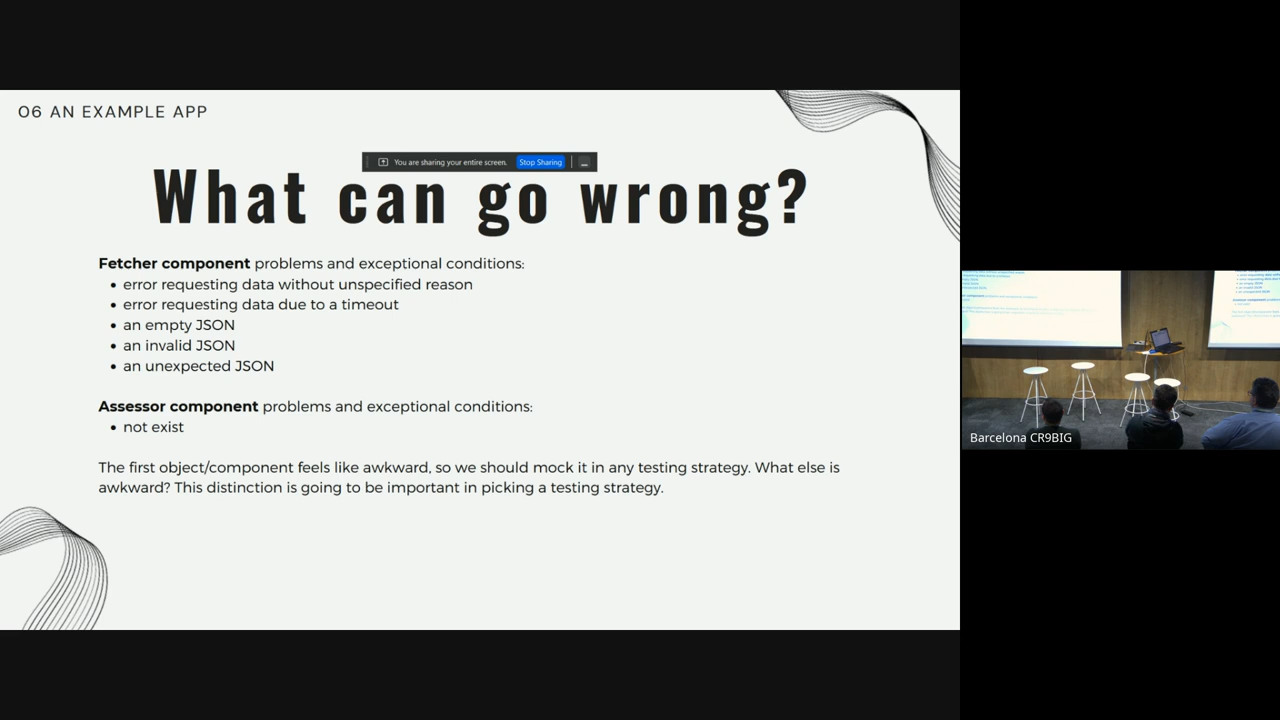 06 AN EXAMPLE APP
You are sharing your entire screen. Stop Sharing
What can go wrong?
Fetcher component problems and exceptional conditions:
• error requesting data without unspecified reason
• error requesting data due to a timeout
• an empty JSON
• an invalid JSON
• an unexpected JSON
Assessor component problems and exceptional conditions:
• not exist
The first object/component feels like awkward, so we should mock it in any testing strategy. What else is
awkward? This distinction is going to be important in picking a testing strategy.
Barcelona CR9BIG